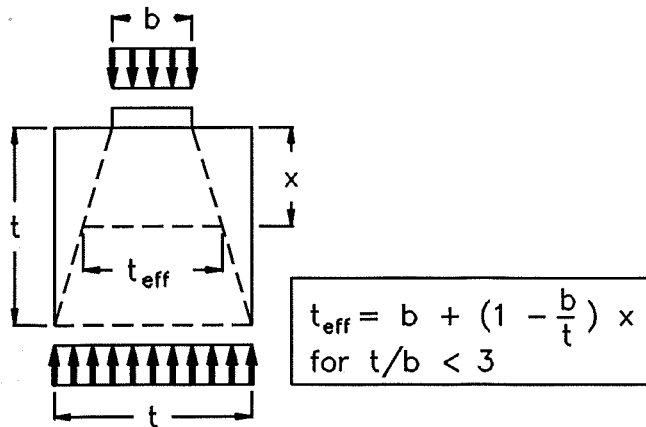 b
t
x
t_eff
t_eff = b + (1 - b/t) x
for t/b < 3
t